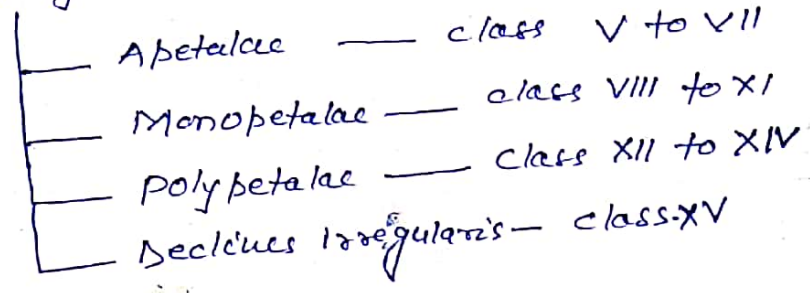 Apetalae — class V to VII
Monopetalae — class VIII to XI
Polypetalae — Class XII to XIV
Declines Irregularis — class-XV